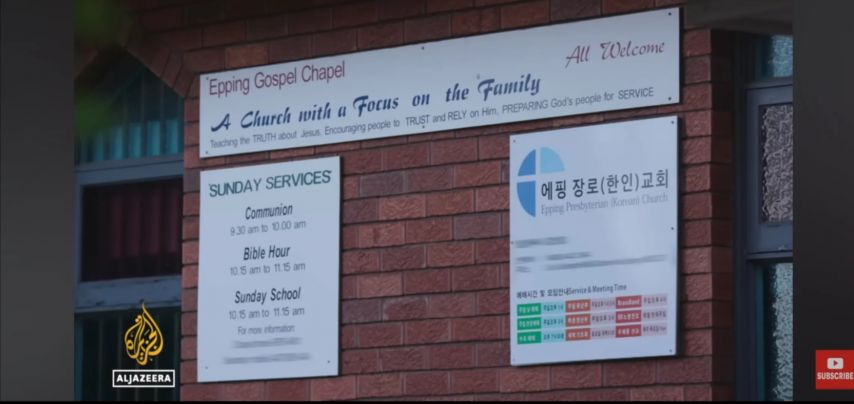 Epping Gospel Chapel
All Welcome
A Church with a Focus on the Family
Teaching the TRUTH about Jesus, Encouraging people to TRUST and RELY on Him, PREPARING God's people for SERVICE
SUNDAY SERVICES
Communion
9.30 am to 10.00 am
Bible Hour
10.15 am to 11.15 am
Sunday School
10.15 am to 11.15 am
For more information
에핑 장로(한인)교회
Epping Presbyterian (Korean) Church
예배시간 및 모임안내 Service & Meeting Time
ALJAZEERA
SUBSCRIBE